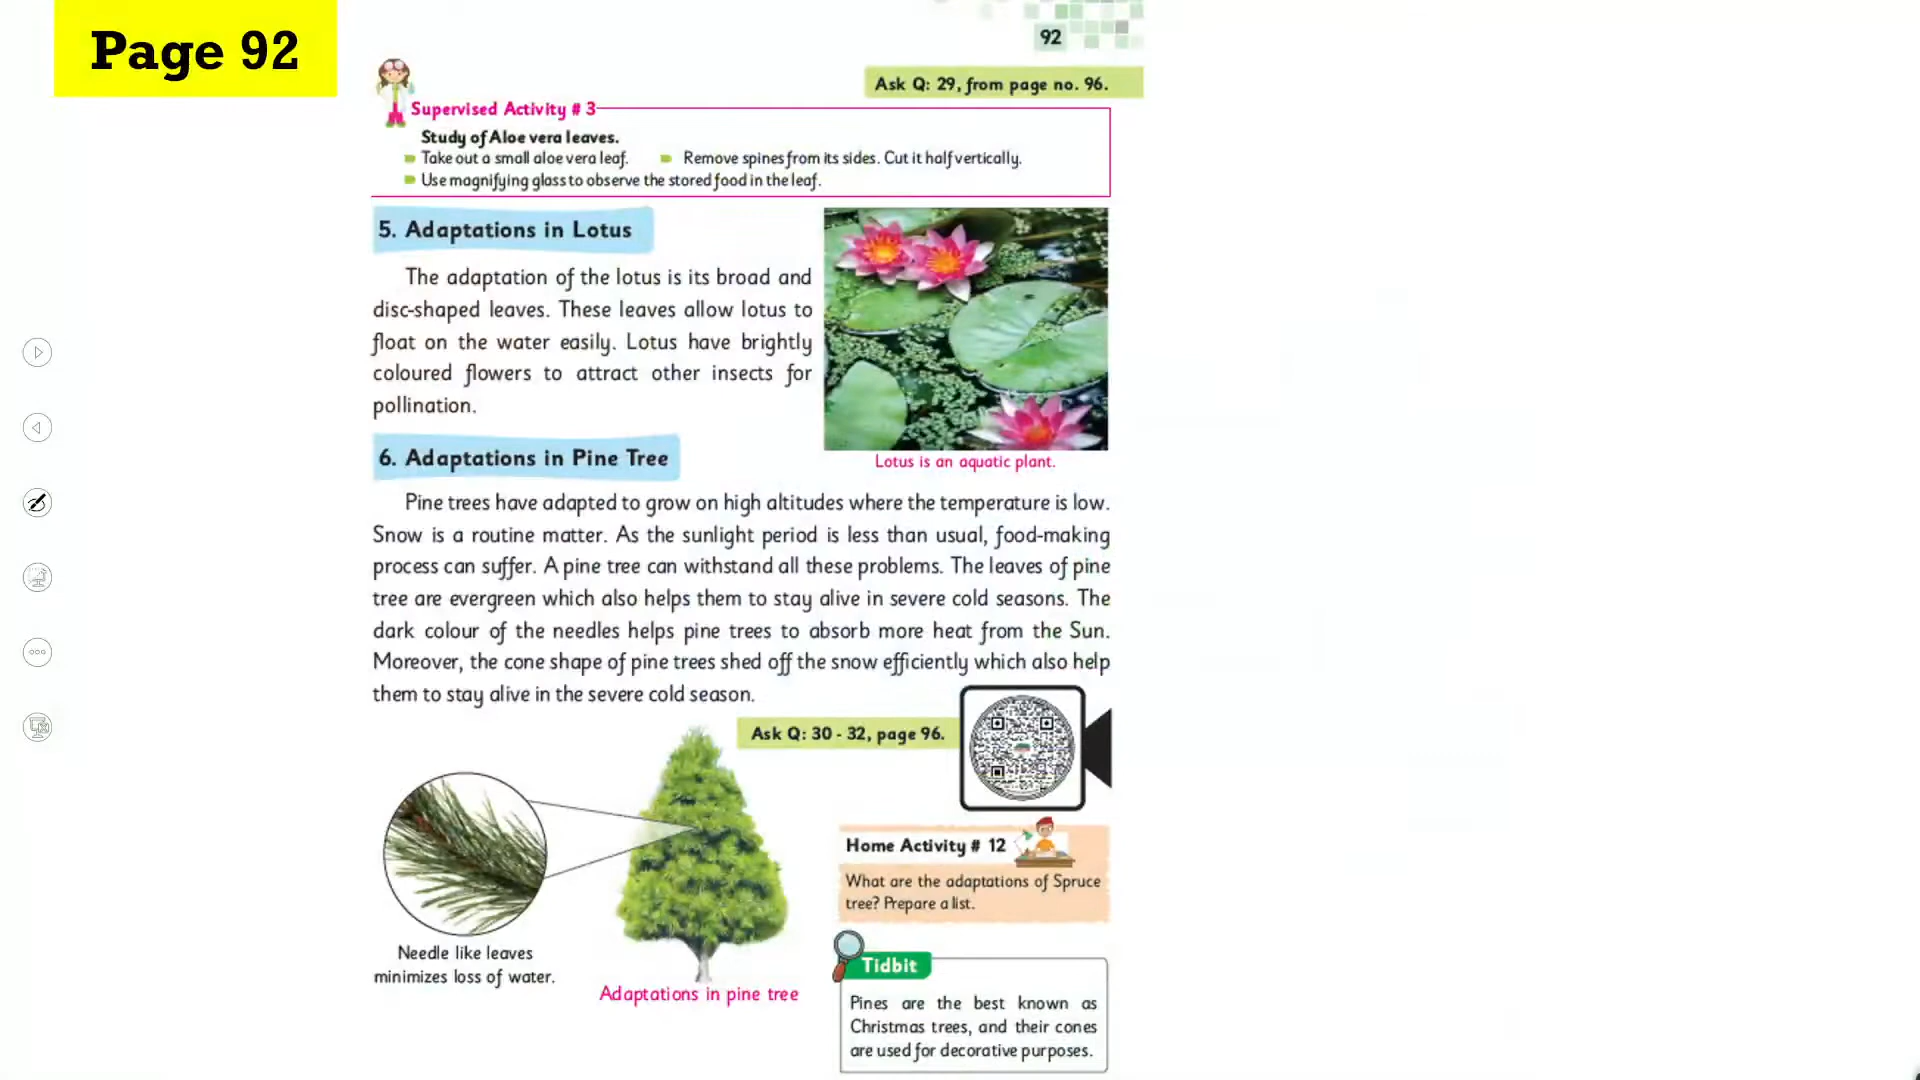 Page 92
92
Ask Q: 29, from page no. 96.
Supervised Activity # 3
Study of Aloe vera leaves.
Take out a small aloe vera leaf.
Remove spines from its sides. Cut it half vertically.
Use magnifying glass to observe the stored food in the leaf.
5. Adaptations in Lotus
The adaptation of the lotus is its broad and
disc-shaped leaves. These leaves allow lotus to
float on the water easily. Lotus have brightly
coloured flowers to attract other insects for
pollination.
Lotus is an aquatic plant.
6. Adaptations in Pine Tree
Pine trees have adapted to grow on high altitudes where the temperature is low.
Snow is a routine matter. As the sunlight period is less than usual, food-making
process can suffer. A pine tree can withstand all these problems. The leaves of pine
tree are evergreen which also helps them to stay alive in severe cold seasons. The
dark colour of the needles helps pine trees to absorb more heat from the Sun.
Moreover, the cone shape of pine trees shed off the snow efficiently which also help
them to stay alive in the severe cold season.
Ask Q: 30 - 32, page 96.
Needle like leaves
minimizes loss of water.
Adaptations in pine tree
Home Activity # 12
What are the adaptations of Spruce
tree? Prepare a list.
Tidbit
Pines are the best known as
Christmas trees, and their cones
are used for decorative purposes.